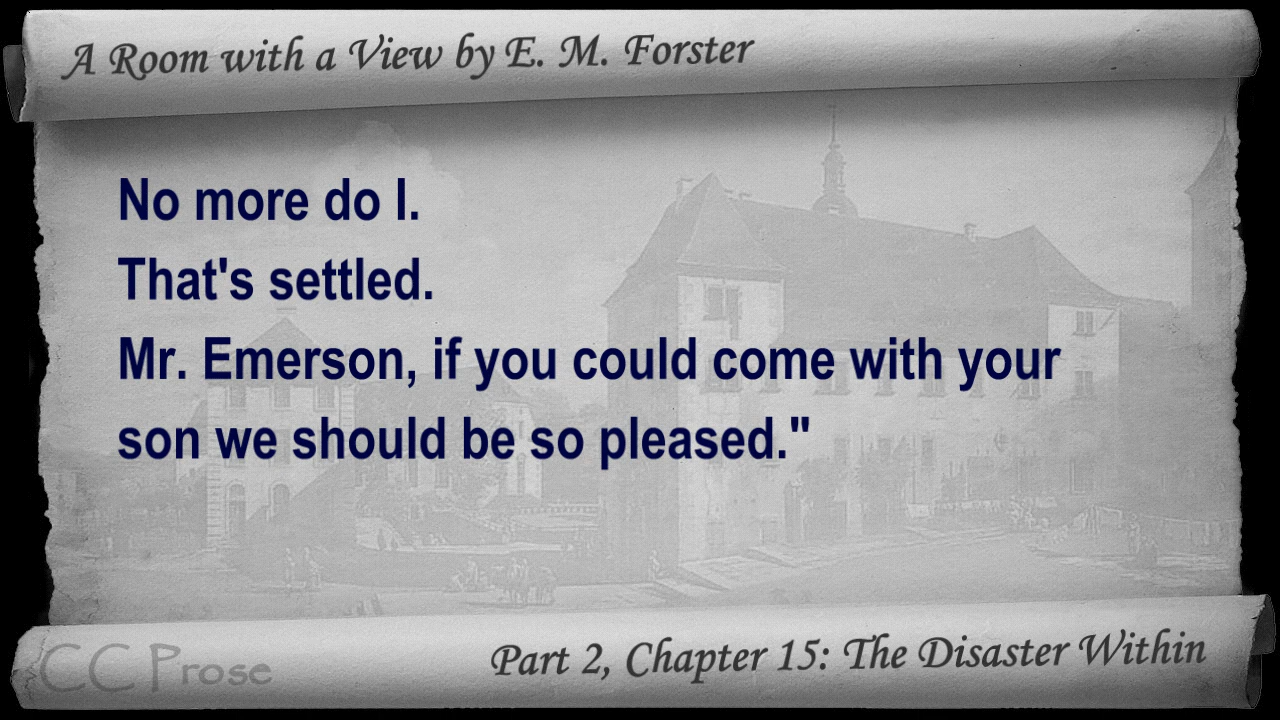 A Room with a View by E. M. Forster
No more do I.
That's settled.
Mr. Emerson, if you could come with your
son we should be so pleased."
CC Prose
Part 2, Chapter 15: The Disaster Within